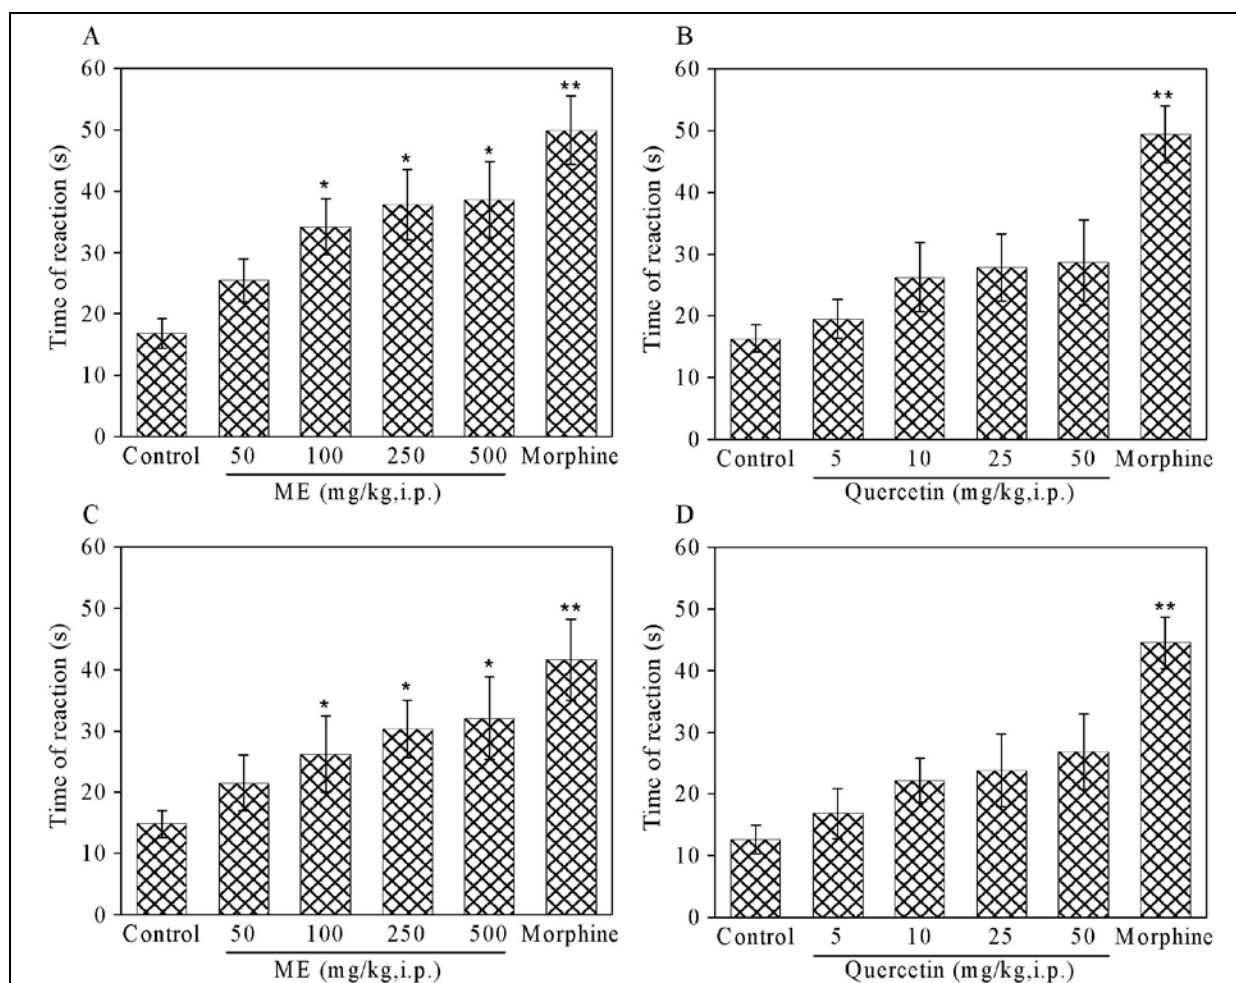 A
Time of reaction (s)
60
50
40
30
20
10
0
*
*
*
**
Control 50 100 250 500 Morphine
ME (mg/kg,i.p.)
B
Time of reaction (s)
60
50
40
30
20
10
0
**
Control 5 10 25 50 Morphine
Quercetin (mg/kg,i.p.)
C
Time of reaction (s)
60
50
40
30
20
10
0
*
*
*
**
Control 50 100 250 500 Morphine
ME (mg/kg,i.p.)
D
Time of reaction (s)
60
50
40
30
20
10
0
**
Control 5 10 25 50 Morphine
Quercetin (mg/kg,i.p.)